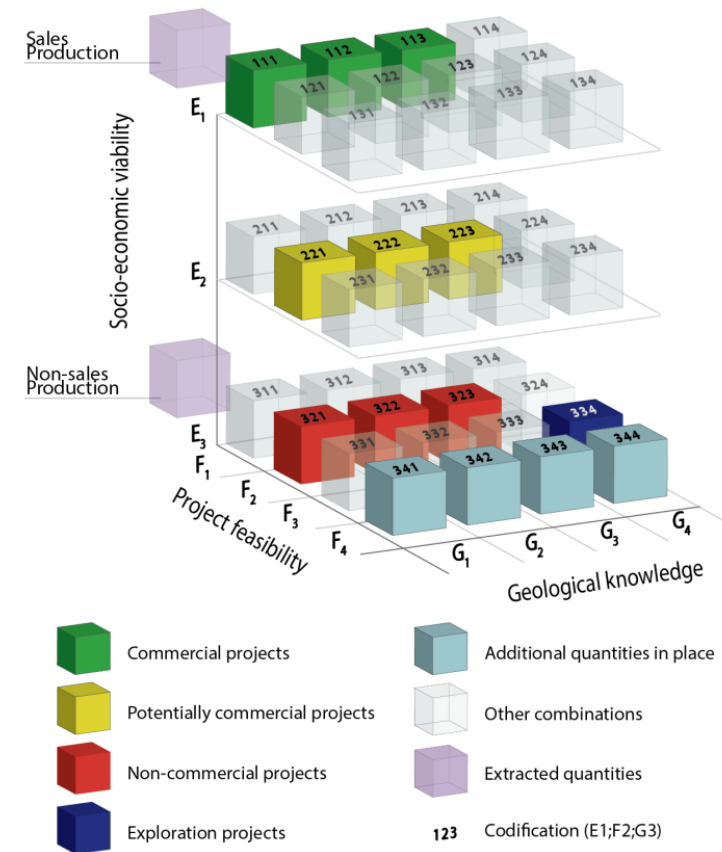 Sales
Production
111 112 113 114
121 122 123 124
131 132 133 134
E1
Socio-economic viability
211 212 213 214
221 222 223 224
231 232 233 234
E2
Non-sales
Production
311 312 313 314
321 322 323 324
331 332 333 334
341 342 343 344
E3
F1
F2
F3
F4
Project feasibility
G1
G2
G3
G4
Geological knowledge
Commercial projects
Additional quantities in place
Potentially commercial projects
Other combinations
Non-commercial projects
Extracted quantities
Exploration projects
123 Codification (E1;F2;G3)